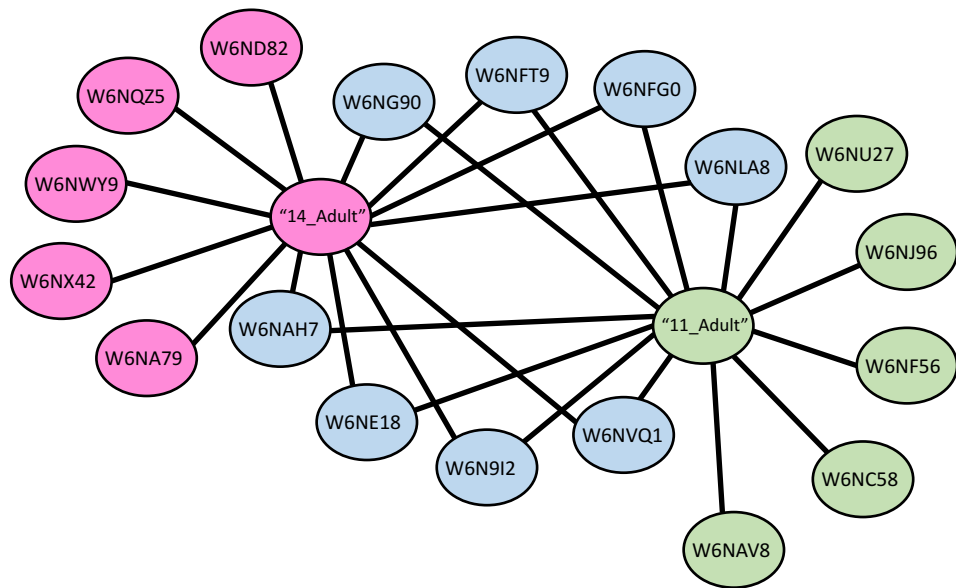 W6ND82
W6NQZ5
W6NG90
W6NFT9
W6NFG0
W6NU27
W6NLA8
W6NWY9
“14_Adult”
W6NJ96
W6NX42
W6NAH7
“11_Adult”
W6NA79
W6NF56
W6NE18
W6NVQ1
W6N9I2
W6NC58
W6NAV8